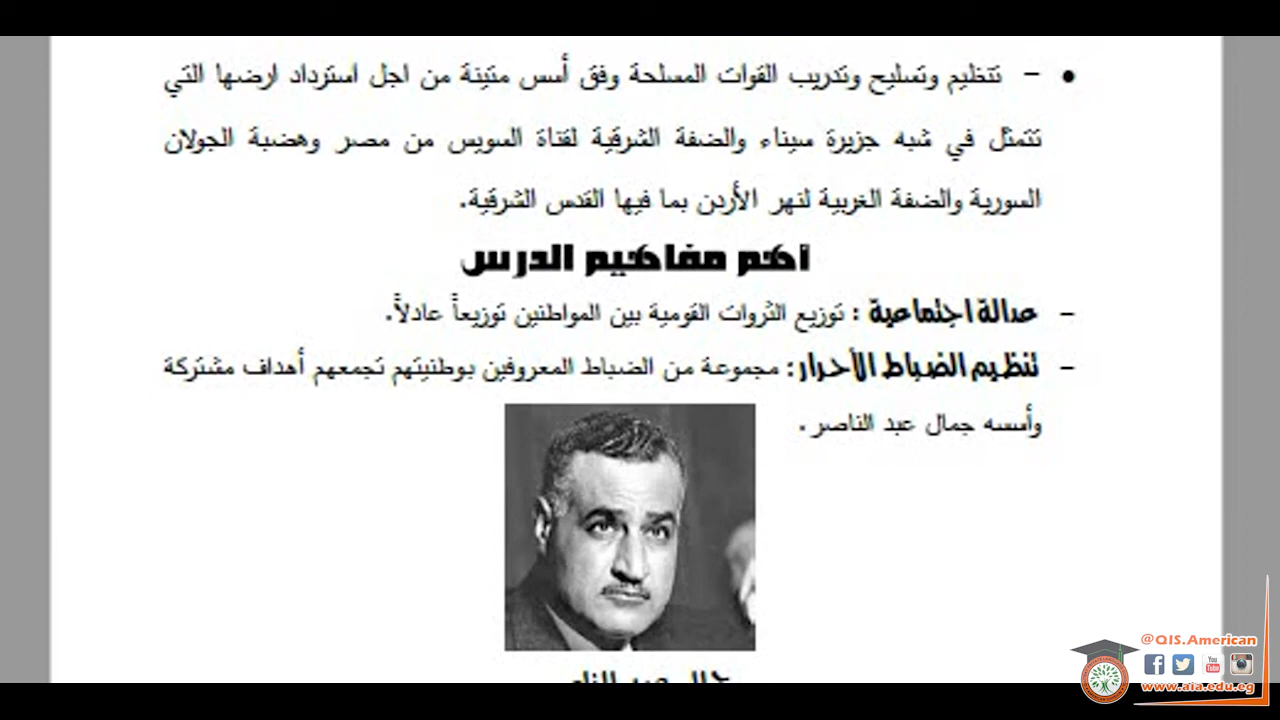 • - تنظيم وتسليح وتدريب القوات المسلحة وفق أسس متينة من اجل استرداد ارضها التي
تتمثل في شبه جزيرة سيناء والضفة الشرقية لقناة السويس من مصر وهضبة الجولان
السورية والضفة الغربية لنهر الأردن بما فيها القدس الشرقية.
أهم مفاهيم الدرس
- عدالة اجتماعية : توزيع الثروات القومية بين المواطنين توزيعاً عادلاً.
- تنظيم الضباط الأحرار: مجموعة من الضباط المعروفين بوطنيتهم تجمعهم أهداف مشتركة
وأسسه جمال عبد الناصر .
@QIS.American
You Tube
www.aia.edu.eg